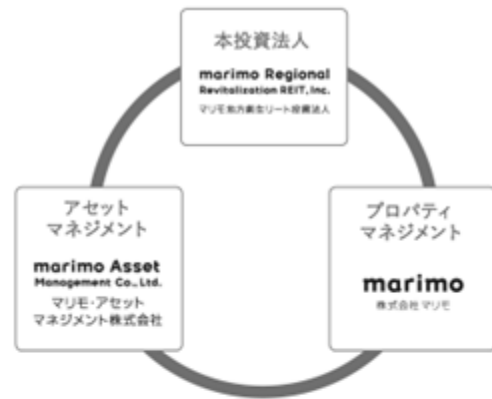 本投資法人
marimo Regional
Revitalization REIT, Inc.
マリモ地方創生リート投資法人
アセット
マネジメント
marimo Asset
Management Co., Ltd.
マリモ・アセット
マネジメント株式会社
プロパティ
マネジメント
marimo
株式会社マリモ